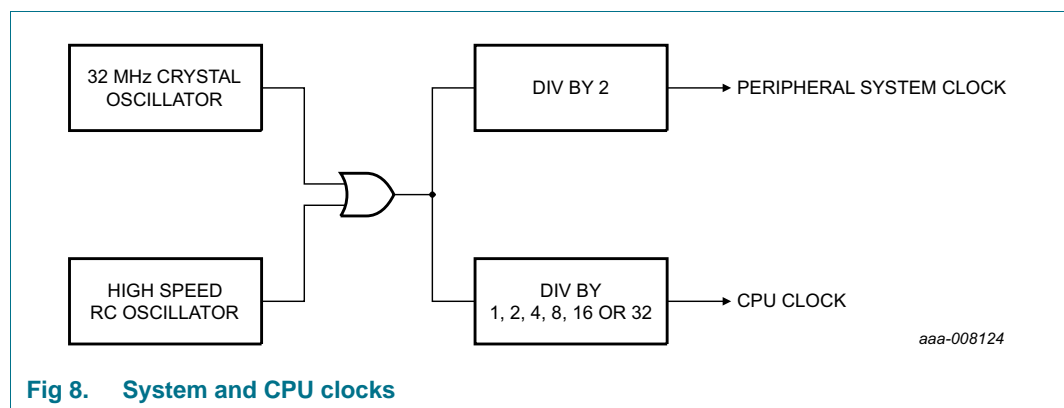 32 MHz CRYSTAL
OSCILLATOR
DIV BY 2
PERIPHERAL SYSTEM CLOCK
HIGH SPEED
RC OSCILLATOR
DIV BY
1, 2, 4, 8, 16 OR 32
CPU CLOCK
aaa-008124
Fig 8. System and CPU clocks